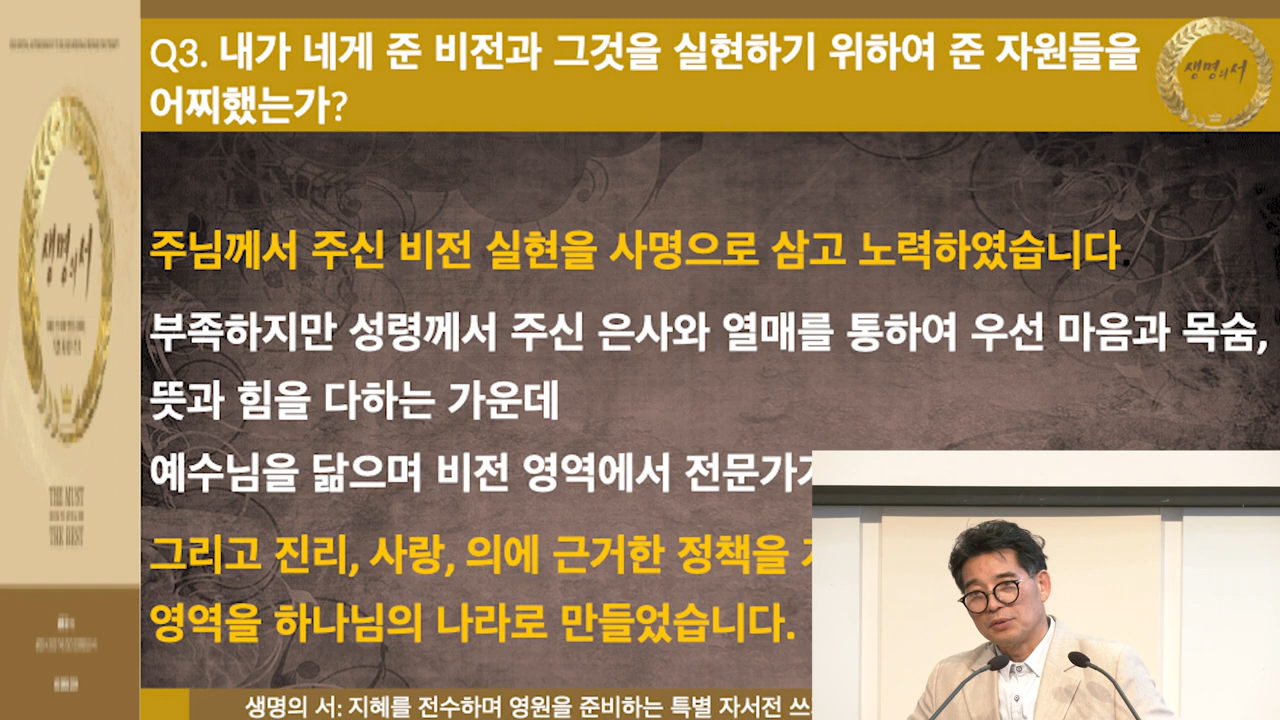 Q3. 내가 네게 준 비전과 그것을 실현하기 위하여 준 자원들을
어찌했는가?
생명의서
주님께서 주신 비전 실현을 사명으로 삼고 노력하였습니다.
부족하지만 성령께서 주신 은사와 열매를 통하여 우선 마음과 목숨,
뜻과 힘을 다하는 가운데
예수님을 닮으며 비전 영역에서
그리고 진리, 사랑, 의에 근거한 정책을
영역을 하나님의 나라로 만들었습니다.
생명의 서: 지혜를 전수하며 영원을 준비하는 특별 자서전
생명의서
THE MUST
THE BEST